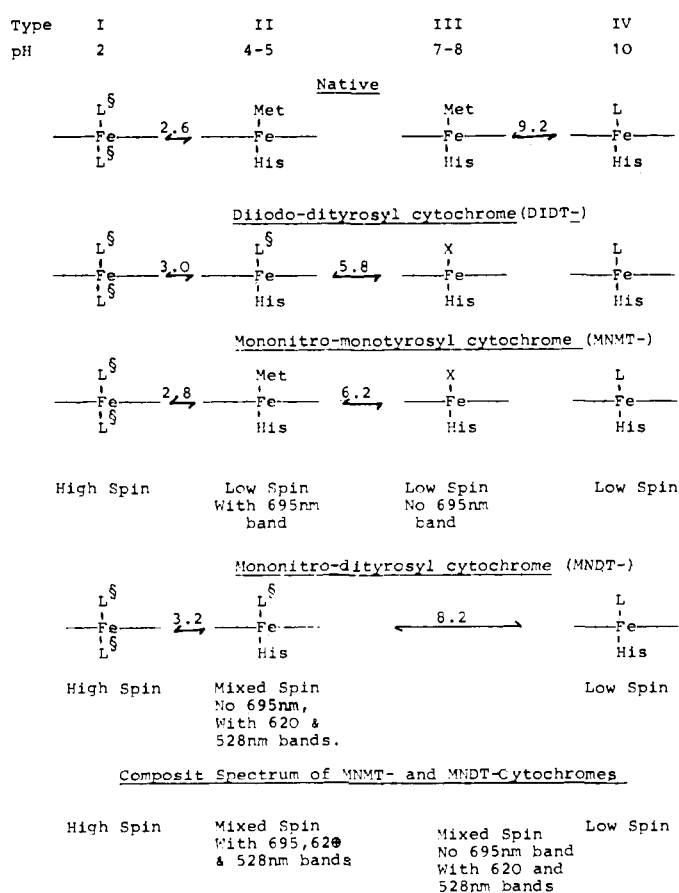 Type I II III IV
pH 2 4-5 7-8 10
Native
L§ Met Met L
Fe 2.6 Fe Fe 9.2 Fe
L§ His His His
Diiodo-dityrosyl cytochrome (DIDT-)
L§ L§ X L
Fe 3.0 Fe 5.8 Fe Fe
L§ His His His
Mononitro-monotyrosyl cytochrome (MNMT-)
L§ Met X L
Fe 2.8 Fe 6.2 Fe Fe
L§ His His His
High Spin Low Spin Low Spin Low Spin
With 695nm No 695nm
band band
Mononitro-dityrosyl cytochrome (MNDT-)
L§ L§ L
Fe 3.2 Fe 8.2 Fe
L§ His His
High Spin Mixed Spin Low Spin
No 695nm,
With 620 &
528nm bands.
Composit Spectrum of MNMT- and MNDT-Cytochromes
High Spin Mixed Spin Mixed Spin Low Spin
With 695,620 No 695nm band
& 528nm bands With 620 and
528nm bands